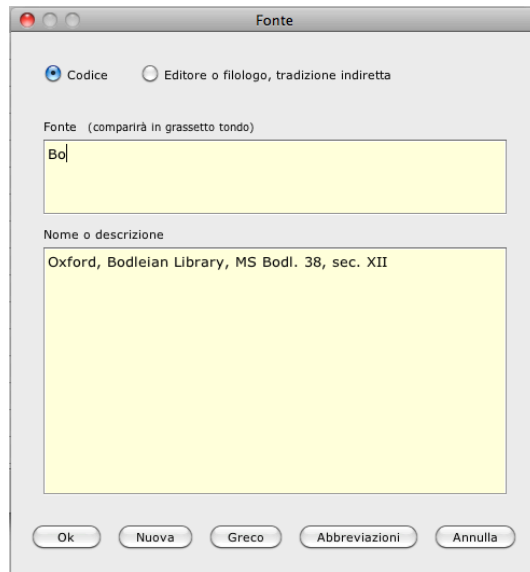 Fonte
Codice Editore o filologo, tradizione indiretta
Fonte (comparirà in grassetto tondo)
Bo
Nome o descrizione
Oxford, Bodleian Library, MS Bodl. 38, sec. XII
Ok Nuova Greco Abbreviazioni Annulla